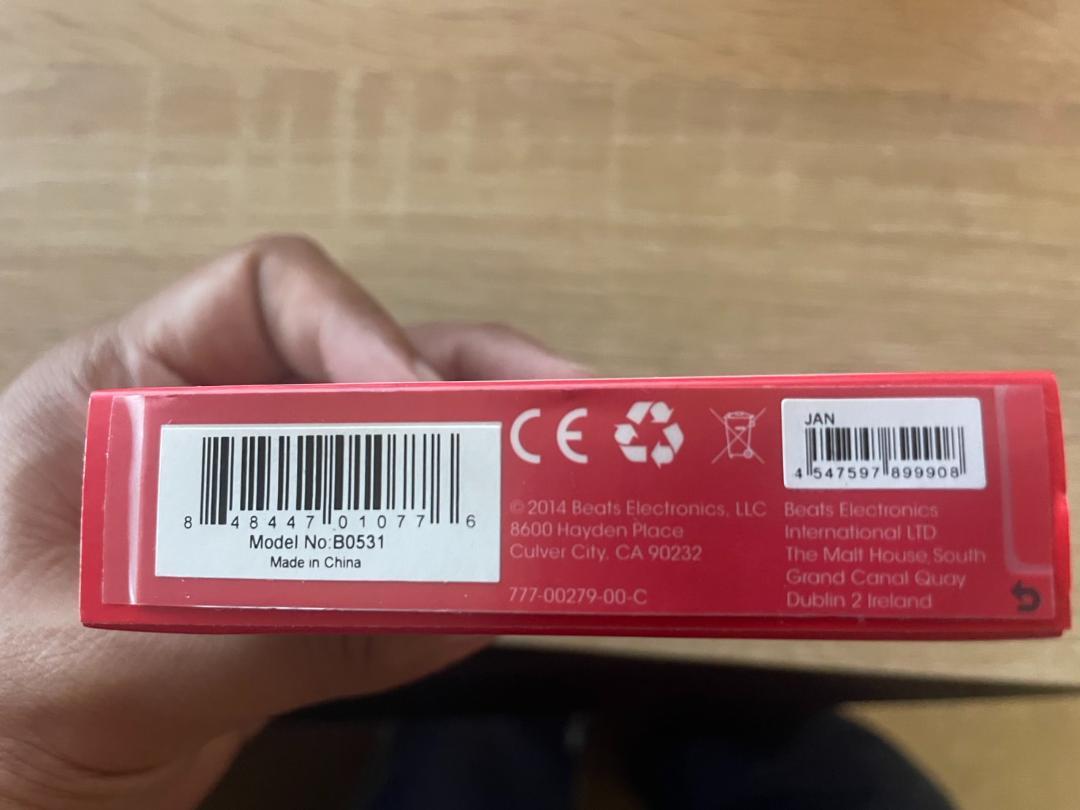 8 48447 01077 6
Model No:B0531
Made in China
CE
© 2014 Beats Electronics, LLC
8600 Hayden Place
Culver City, CA 90232
777-00279-00-C
JAN
4 547597 899908
Beats Electronics
International LTD
The Malt House, South
Grand Canal Quay
Dublin 2 Ireland